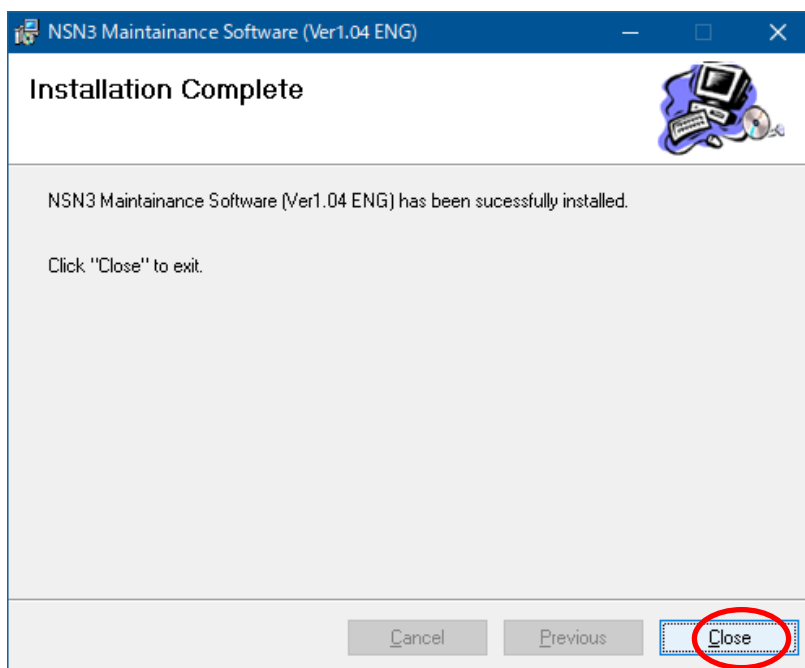 NSN3 Maintainance Software (Ver1.04 ENG)
Installation Complete
NSN3 Maintainance Software (Ver1.04 ENG) has been sucessfully installed.
Click "Close" to exit.
Cancel
Previous
Close